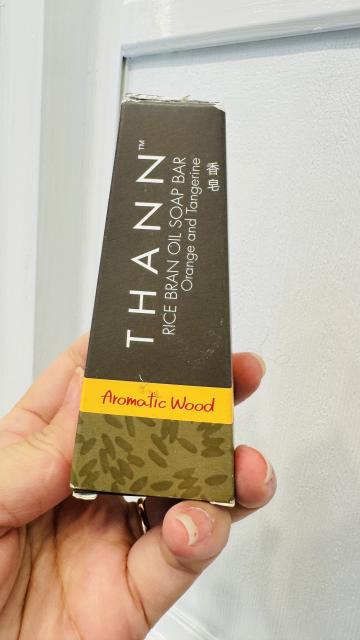 THANN™
RICE BRAN OIL SOAP BAR
Orange and Tangerine
香皂
Aromatic Wood